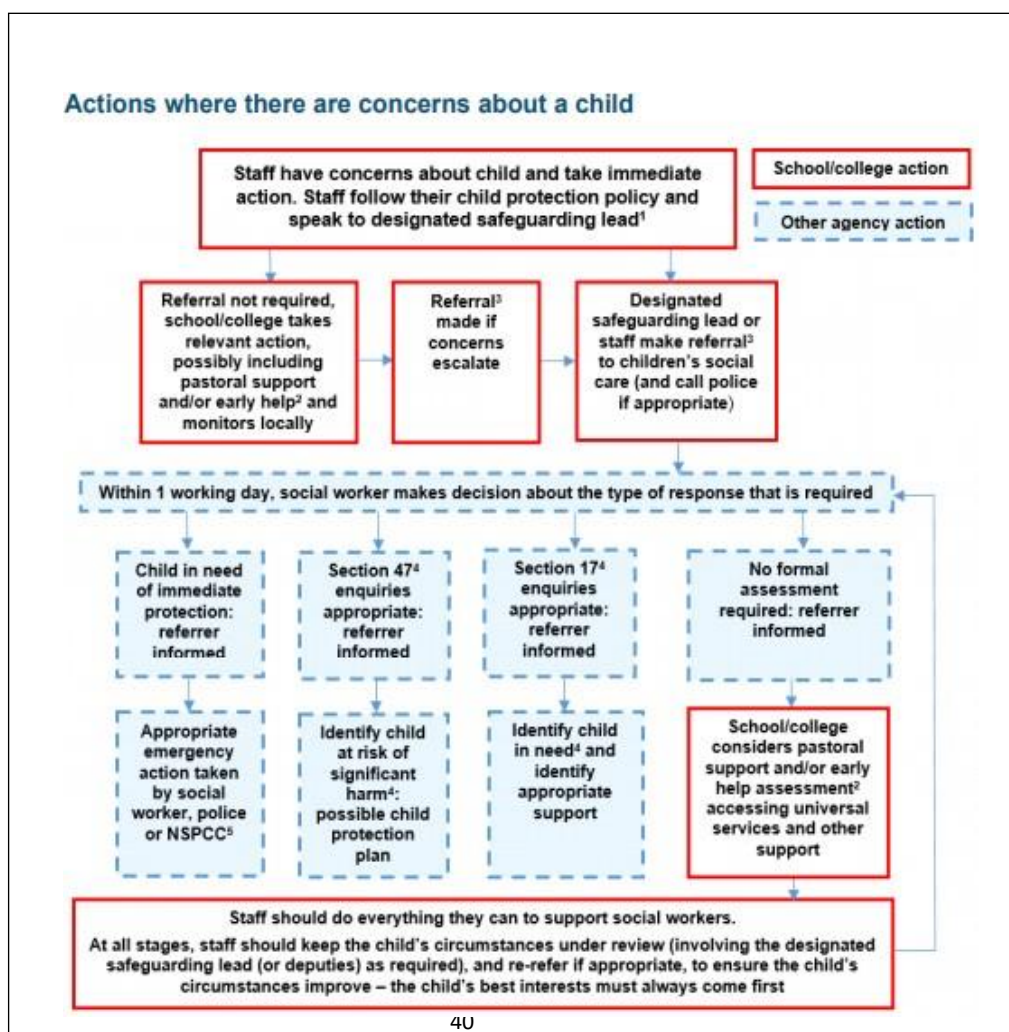 Actions where there are concerns about a child
Staff have concerns about child and take immediate
action. Staff follow their child protection policy and
speak to designated safeguarding lead¹
School/college action
Other agency action
Referral not required,
school/college takes
relevant action,
possibly including
pastoral support
and/or early help² and
monitors locally
Referral³
made if
concerns
escalate
Designated
safeguarding lead or
staff make referral³
to children's social
care (and call police
if appropriate)
Within 1 working day, social worker makes decision about the type of response that is required
Child in need
of immediate
protection:
referrer
informed
Section 47⁴
enquiries
appropriate:
referrer
informed
Section 17⁴
enquiries
appropriate:
referrer
informed
No formal
assessment
required: referrer
informed
Appropriate
emergency
action taken
by social
worker, police
or NSPCC⁵
Identify child
at risk of
significant
harm⁴:
possible child
protection
plan
Identify child
in need⁴ and
identify
appropriate
support
School/college
considers pastoral
support and/or early
help assessment²
accessing universal
services and other
support
Staff should do everything they can to support social workers.
At all stages, staff should keep the child's circumstances under review (involving the designated
safeguarding lead (or deputies) as required), and re-refer if appropriate, to ensure the child's
circumstances improve – the child's best interests must always come first
40